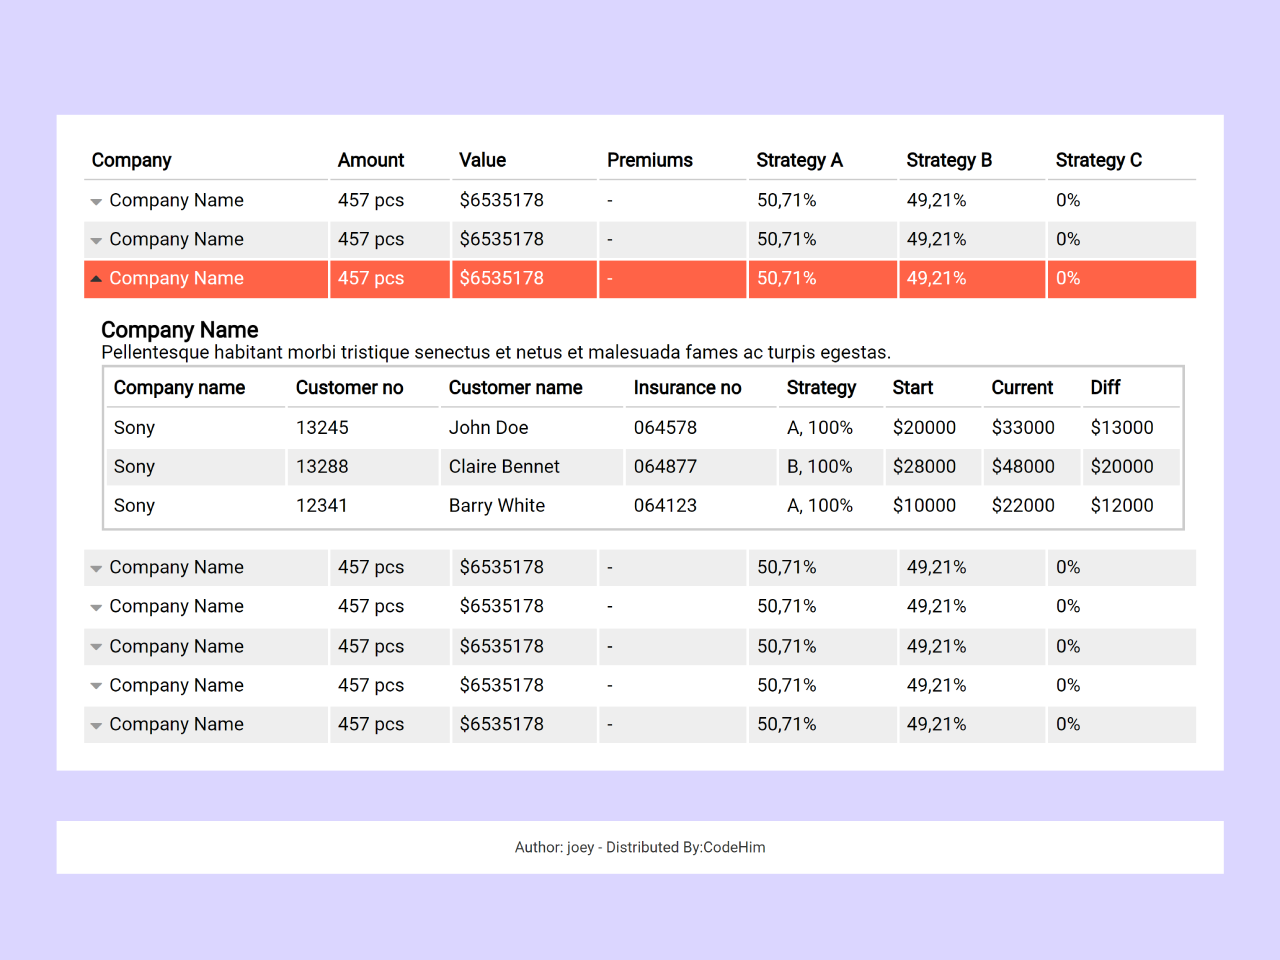 Company Amount Value Premiums Strategy A Strategy B Strategy C
Company Name 457 pcs $6535178 - 50,71% 49,21% 0%
Company Name 457 pcs $6535178 - 50,71% 49,21% 0%
Company Name 457 pcs $6535178 - 50,71% 49,21% 0%
Company Name
Pellentesque habitant morbi tristique senectus et netus et malesuada fames ac turpis egestas.
Company name Customer no Customer name Insurance no Strategy Start Current Diff
Sony 13245 John Doe 064578 A, 100% $20000 $33000 $13000
Sony 13288 Claire Bennet 064877 B, 100% $28000 $48000 $20000
Sony 12341 Barry White 064123 A, 100% $10000 $22000 $12000
Company Name 457 pcs $6535178 - 50,71% 49,21% 0%
Company Name 457 pcs $6535178 - 50,71% 49,21% 0%
Company Name 457 pcs $6535178 - 50,71% 49,21% 0%
Company Name 457 pcs $6535178 - 50,71% 49,21% 0%
Company Name 457 pcs $6535178 - 50,71% 49,21% 0%
Author: joey - Distributed By:CodeHim